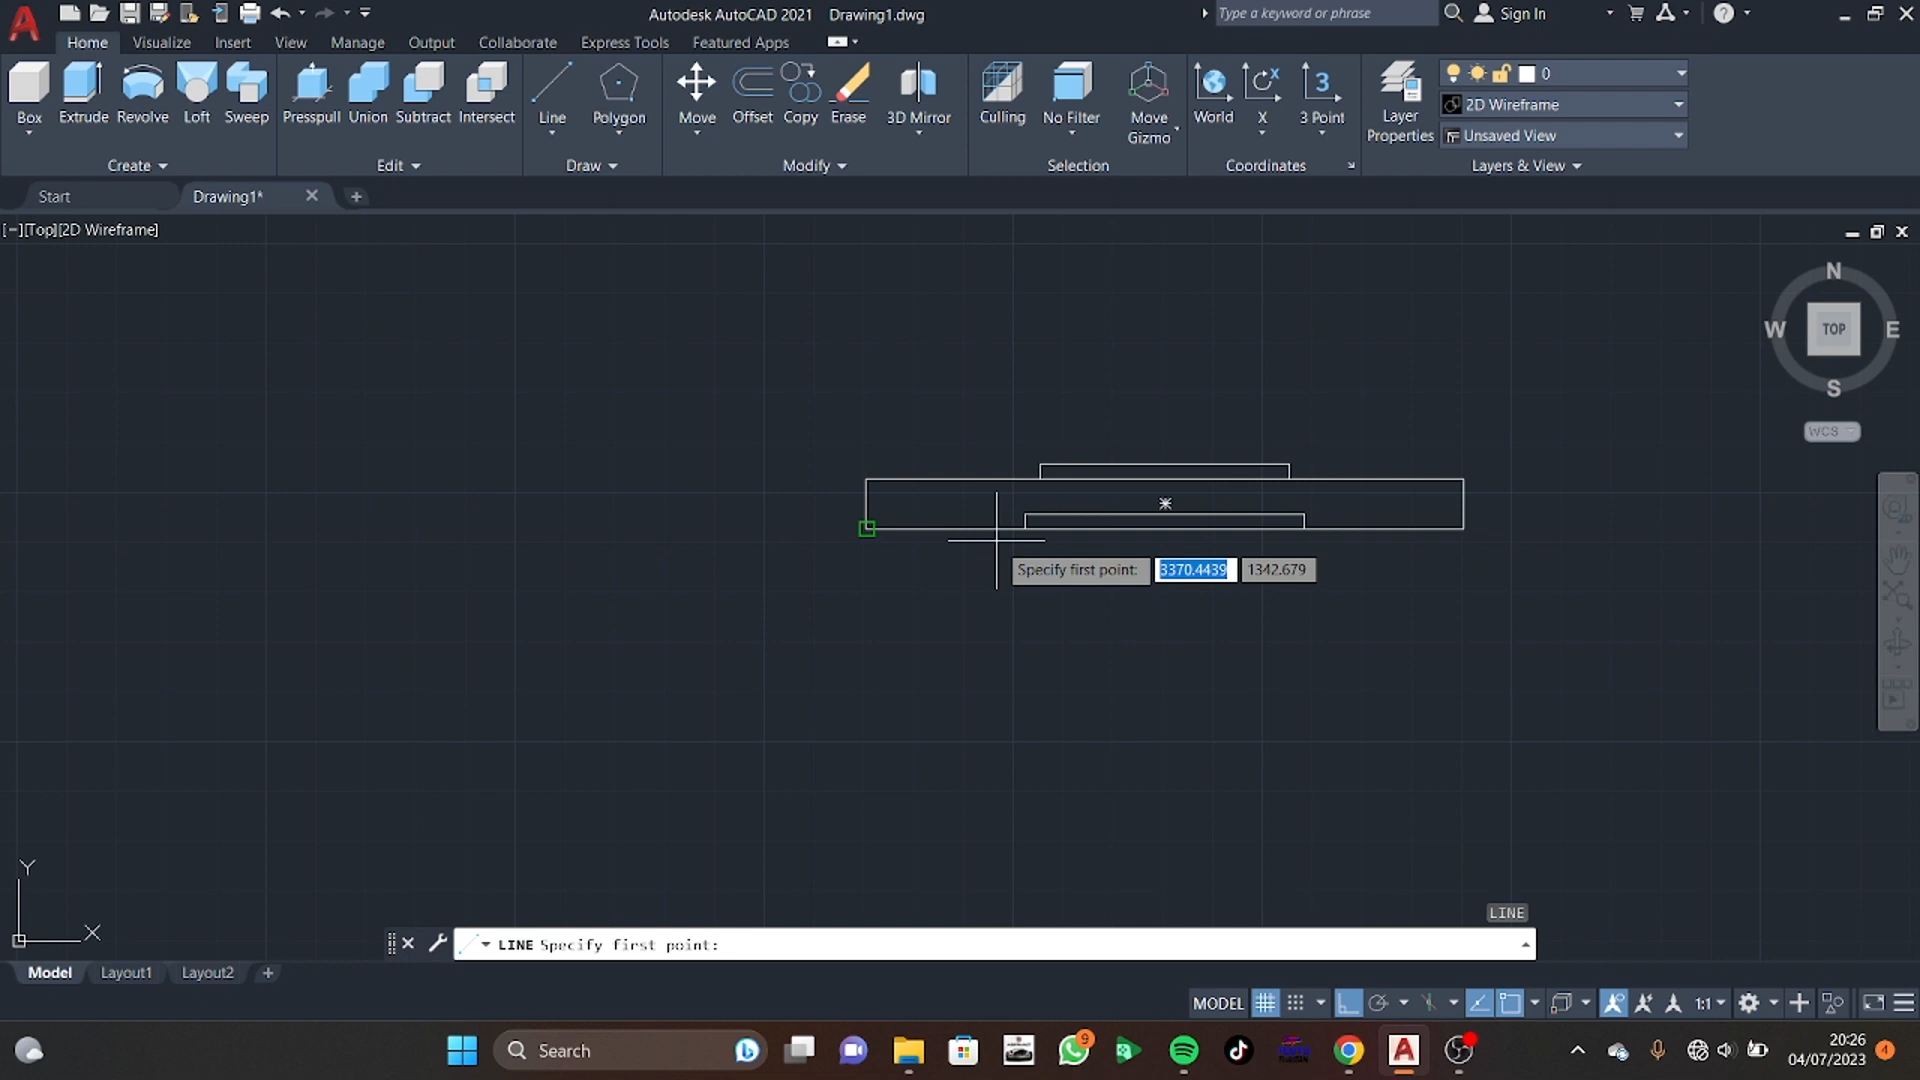 Autodesk AutoCAD 2021 Drawing1.dwg
Type a keyword or phrase
Sign In
Home Visualize Insert View Manage Output Collaborate Express Tools Featured Apps
Box Extrude Revolve Loft Sweep Presspull Union Subtract Intersect Line Polygon Move Offset Copy Erase 3D Mirror Culling No Filter Move Gizmo World X 3 Point Layer Properties
0
2D Wireframe
Unsaved View
Create Edit Draw Modify Selection Coordinates Layers & View
Start Drawing1*
[−][Top][2D Wireframe]
N
W TOP E
S
WCS
Specify first point: 3370.4439 1342.679
Y
X
LINE
LINE Specify first point:
Model Layout1 Layout2
MODEL 1:1
Search
9
20:26
04/07/2023
4